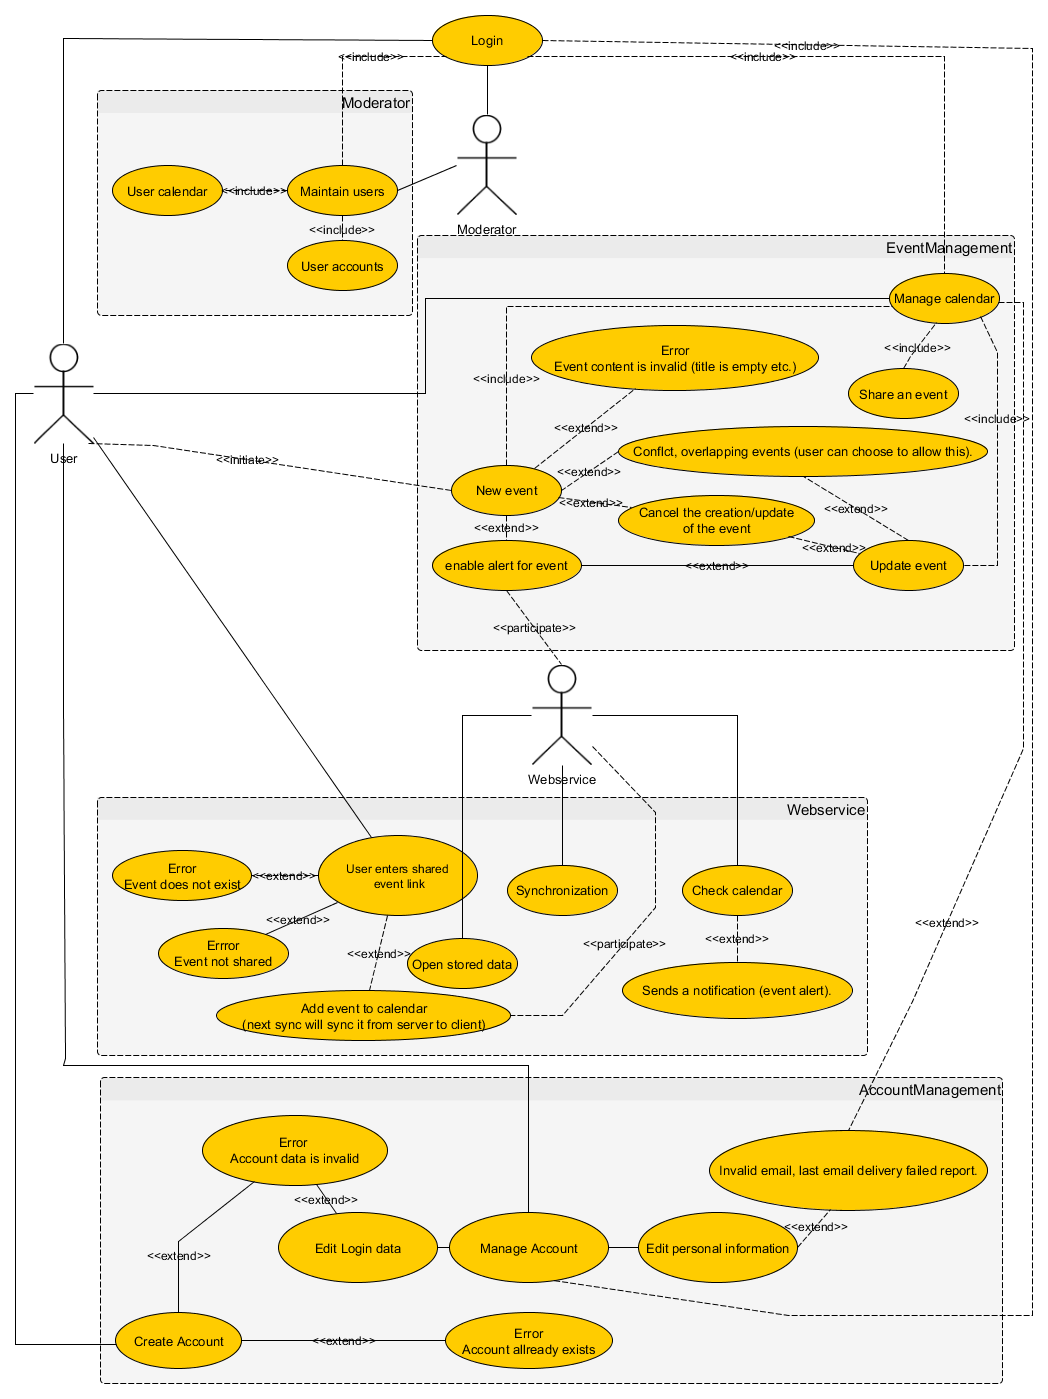 Login
<<include>>
<<include>>
<<include>>
Moderator
User calendar
<<include>>
Maintain users
<<include>>
User accounts
Moderator
EventManagement
Manage calendar
<<include>>
Share an event
Error
Event content is invalid (title is empty etc.)
<<include>>
<<include>>
<<extend>>
Conflct, overlapping events (user can choose to allow this).
User
<<initiate>>
<<extend>>
New event
<<extend>>
Cancel the creation/update
of the event
<<extend>>
<<extend>>
<<extend>>
enable alert for event
<<extend>>
Update event
<<participate>>
Webservice
Webservice
Error
Event does not exist
<<extend>>
User enters shared
event link
Synchronization
Check calendar
<<extend>>
Errror
Event not shared
<<extend>>
Open stored data
<<participate>>
<<extend>>
<<extend>>
Sends a notification (event alert).
Add event to calendar
(next sync will sync it from server to client)
AccountManagement
Error
Account data is invalid
Invalid email, last email delivery failed report.
<<extend>>
<<extend>>
<<extend>>
Edit Login data
Manage Account
Edit personal information
Create Account
<<extend>>
Error
Account allready exists